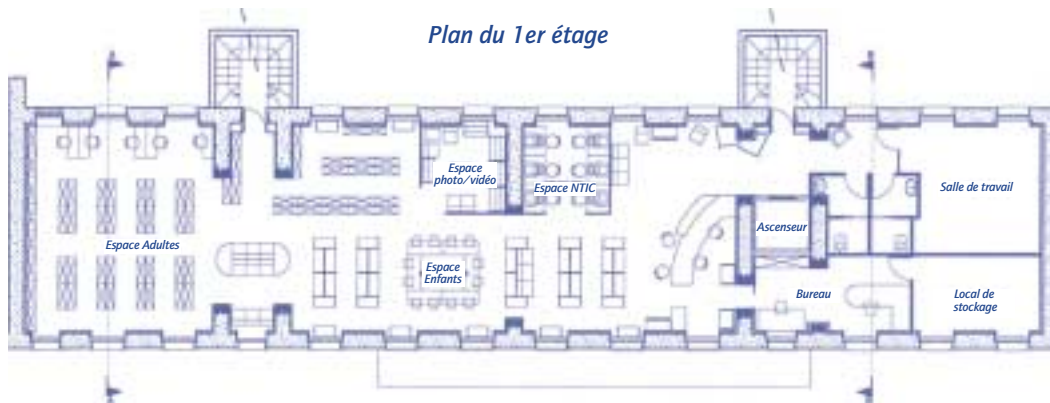 Plan du 1er étage
Espace
photo/vidéo
Espace NTIC
Salle de travail
Ascenseur
Espace Adultes
Espace
Enfants
Bureau
Local de
stockage